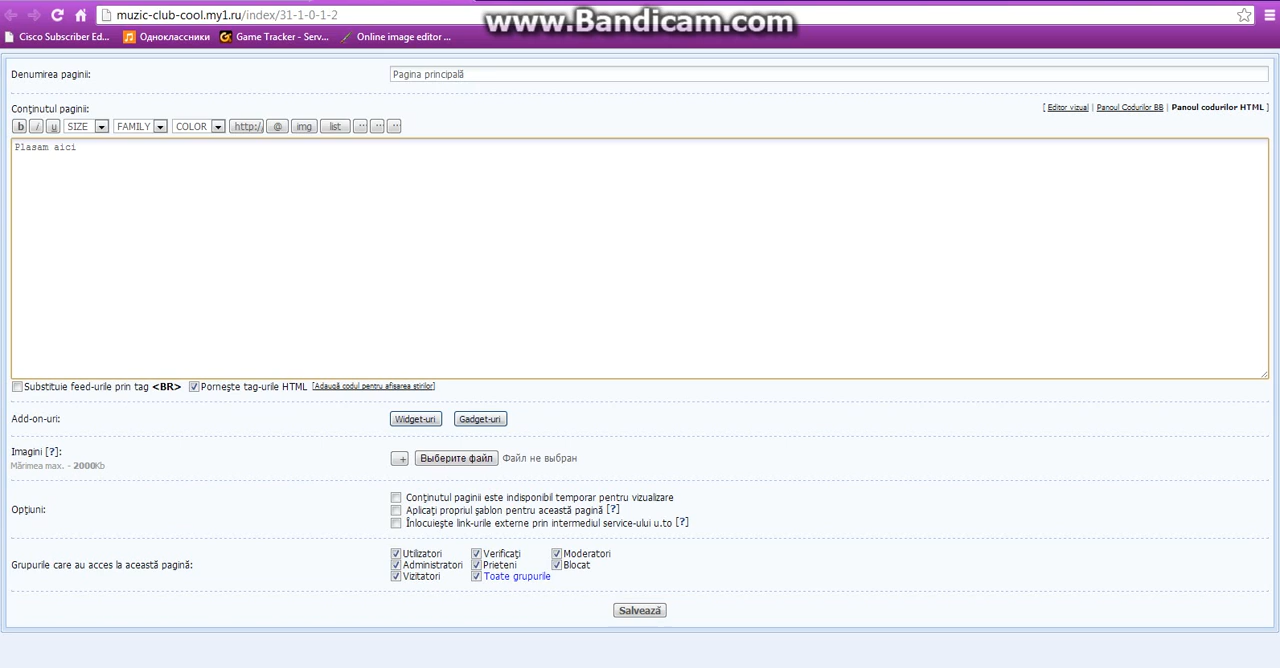 muzic-club-cool.my1.ru/index/31-1-0-1-2
www.Bandicam.com
Cisco Subscriber Ed... Одноклассники Game Tracker - Serv... Online image editor ...
Denumirea paginii: Pagina principală
Conţinutul paginii: [ Editor vizual | Panoul Codurilor BB | Panoul codurilor HTML ]
b i u SIZE FAMILY COLOR http:// @ img list
Plasam aici
Substituie feed-urile prin tag <BR> Porneşte tag-urile HTML [Adaugă codul pentru afişarea ştirilor]
Add-on-uri: Widget-uri Gadget-uri
Imagini [?]: + Выберите файл Файл не выбран
Mărimea max. - 2000Kb
Conţinutul paginii este indisponibil temporar pentru vizualizare
Opţiuni: Aplicaţi propriul şablon pentru această pagină [?]
Înlocuieşte link-urile externe prin intermediul service-ului u.to [?]
Utilizatori Verificaţi Moderatori
Grupurile care au acces la această pagină: Administratori Prieteni Blocat
Vizitatori Toate grupurile
Salvează